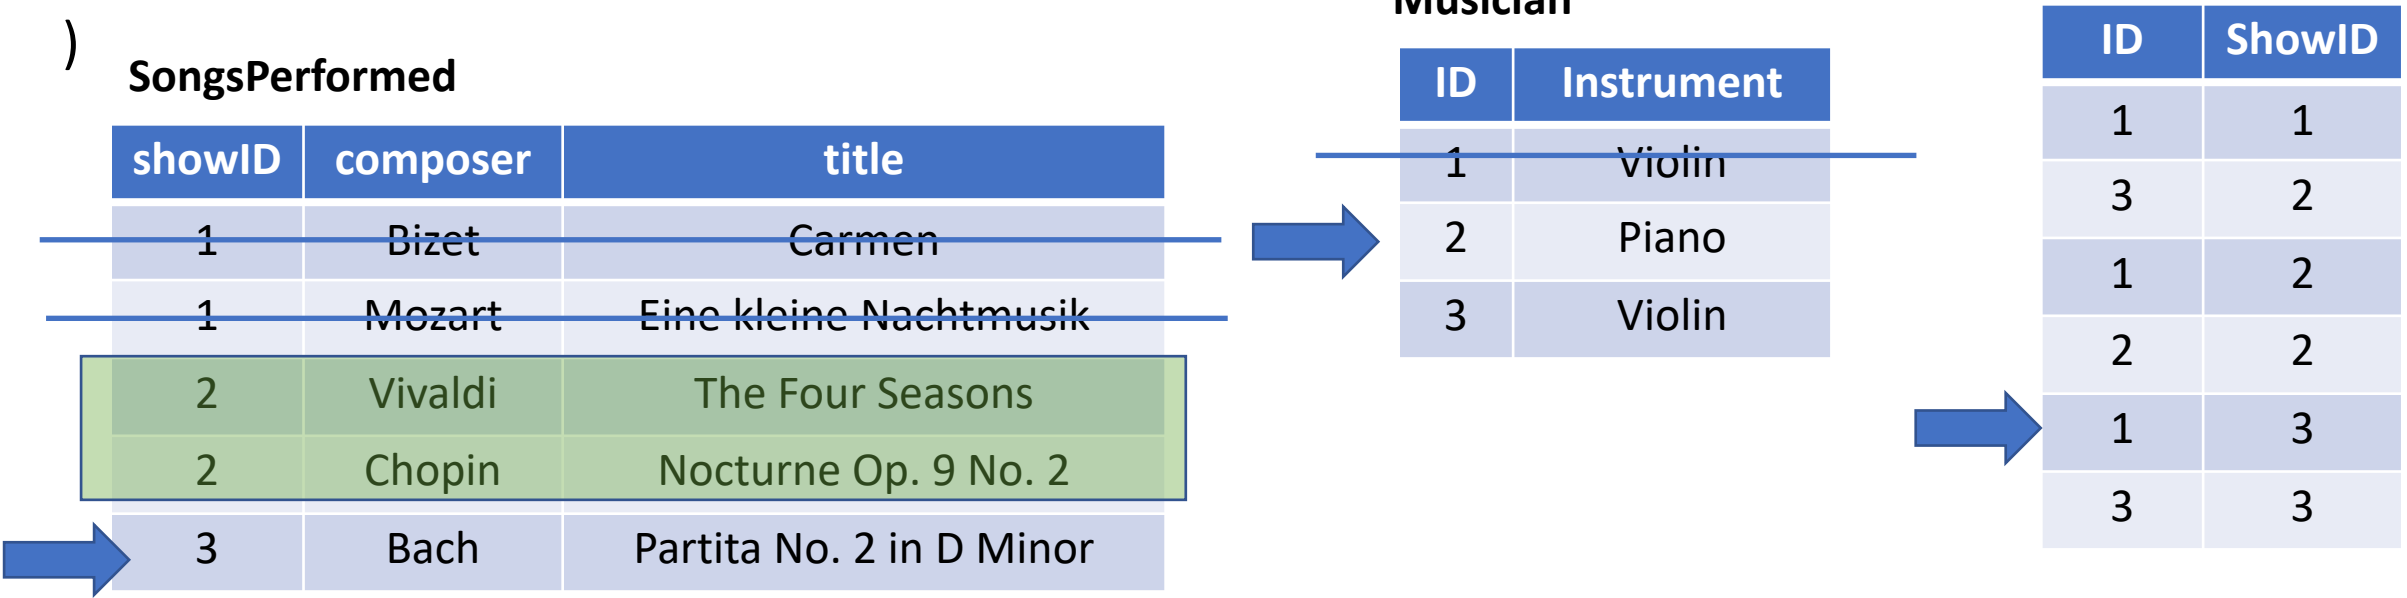 )
SongsPerformed
showID composer title
1 Bizet Carmen
1 Mozart Eine kleine Nachtmusik
2 Vivaldi The Four Seasons
2 Chopin Nocturne Op. 9 No. 2
3 Bach Partita No. 2 in D Minor
Musician
ID Instrument
1 Violin
2 Piano
3 Violin
ID ShowID
1 1
3 2
1 2
2 2
1 3
3 3